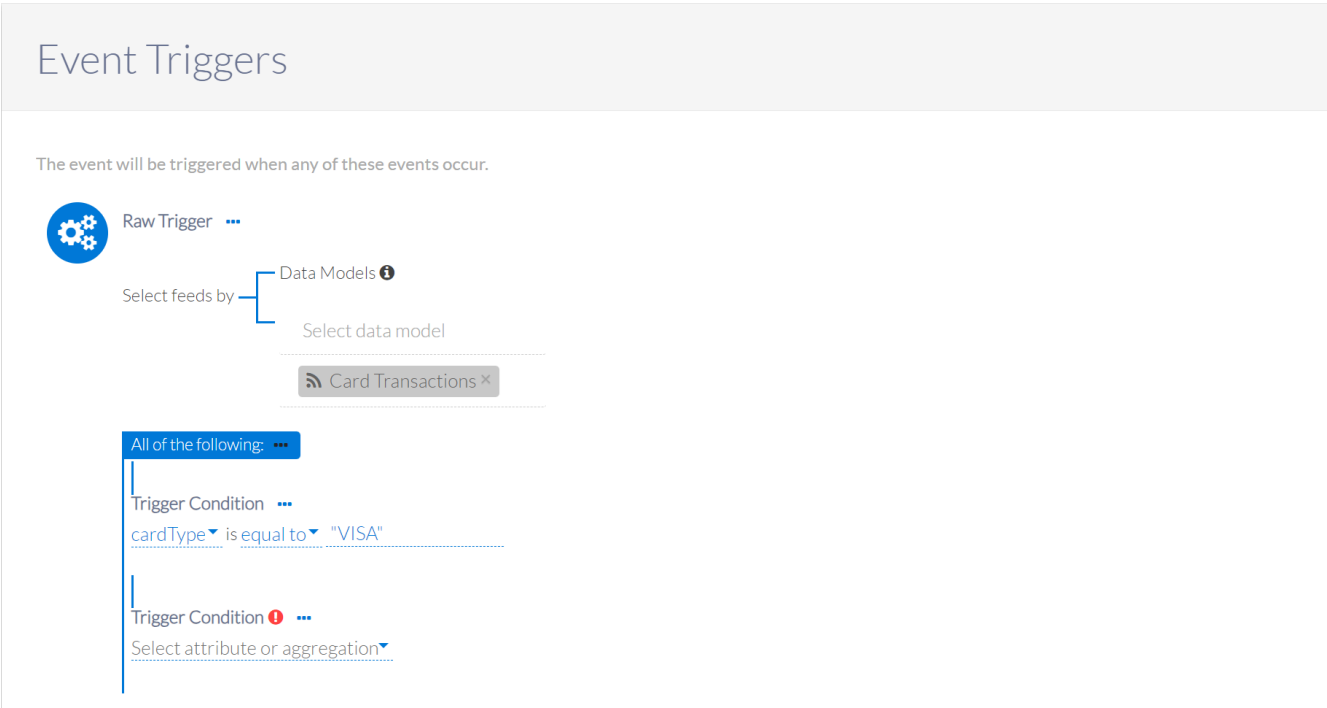 Event Triggers
The event will be triggered when any of these events occur.
Raw Trigger
Data Models
Select feeds by
Select data model
Card Transactions ×
All of the following:
Trigger Condition
cardType is equal to "VISA"
Trigger Condition
Select attribute or aggregation